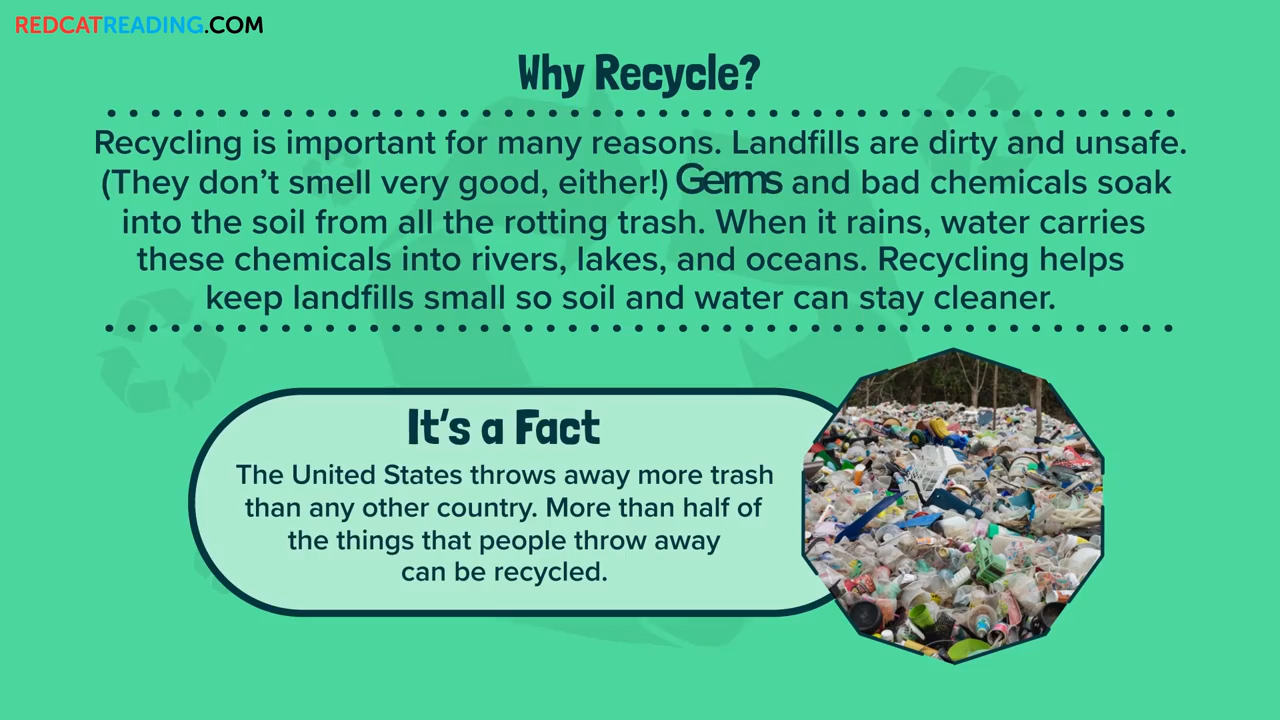 REDCATREADING.COM
Why Recycle?
Recycling is important for many reasons. Landfills are dirty and unsafe.
(They don’t smell very good, either!) Germs and bad chemicals soak
into the soil from all the rotting trash. When it rains, water carries
these chemicals into rivers, lakes, and oceans. Recycling helps
keep landfills small so soil and water can stay cleaner.
It’s a Fact
The United States throws away more trash
than any other country. More than half of
the things that people throw away
can be recycled.